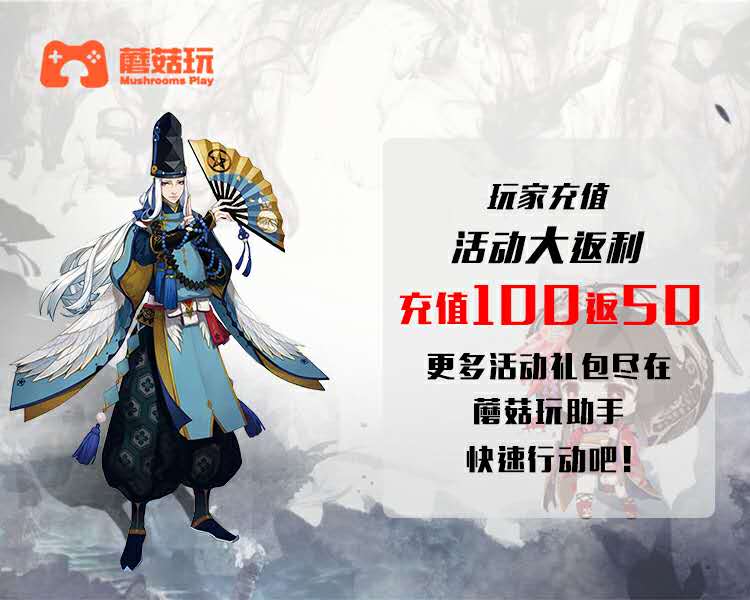 蘑菇玩
Mushrooms Play
玩家充值
活动大返利
充值100返50
更多活动礼包尽在
蘑菇玩助手
快速行动吧!